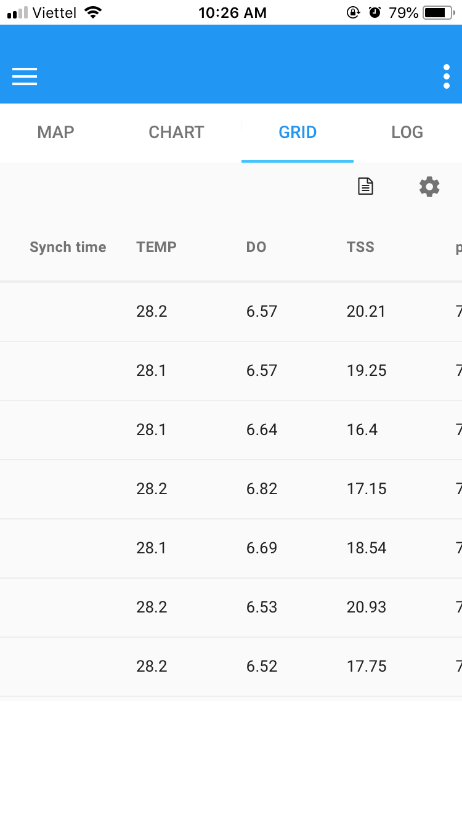 Viettel 10:26 AM 79%
MAP CHART GRID LOG
Synch time TEMP DO TSS p
28.2 6.57 20.21 7
28.1 6.57 19.25 7
28.1 6.64 16.4 7
28.2 6.82 17.15 7
28.1 6.69 18.54 7
28.2 6.53 20.93 7
28.2 6.52 17.75 7